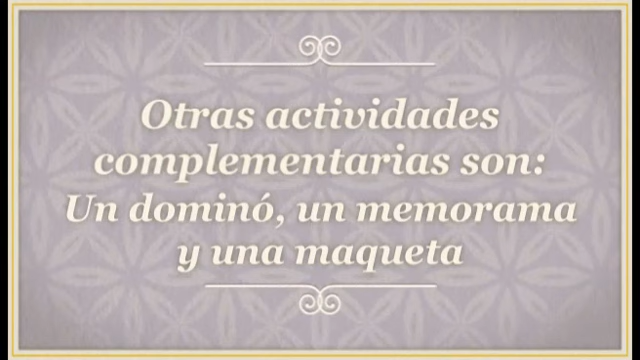 Otras actividades
complementarias son:
Un dominó, un memorama
y una maqueta